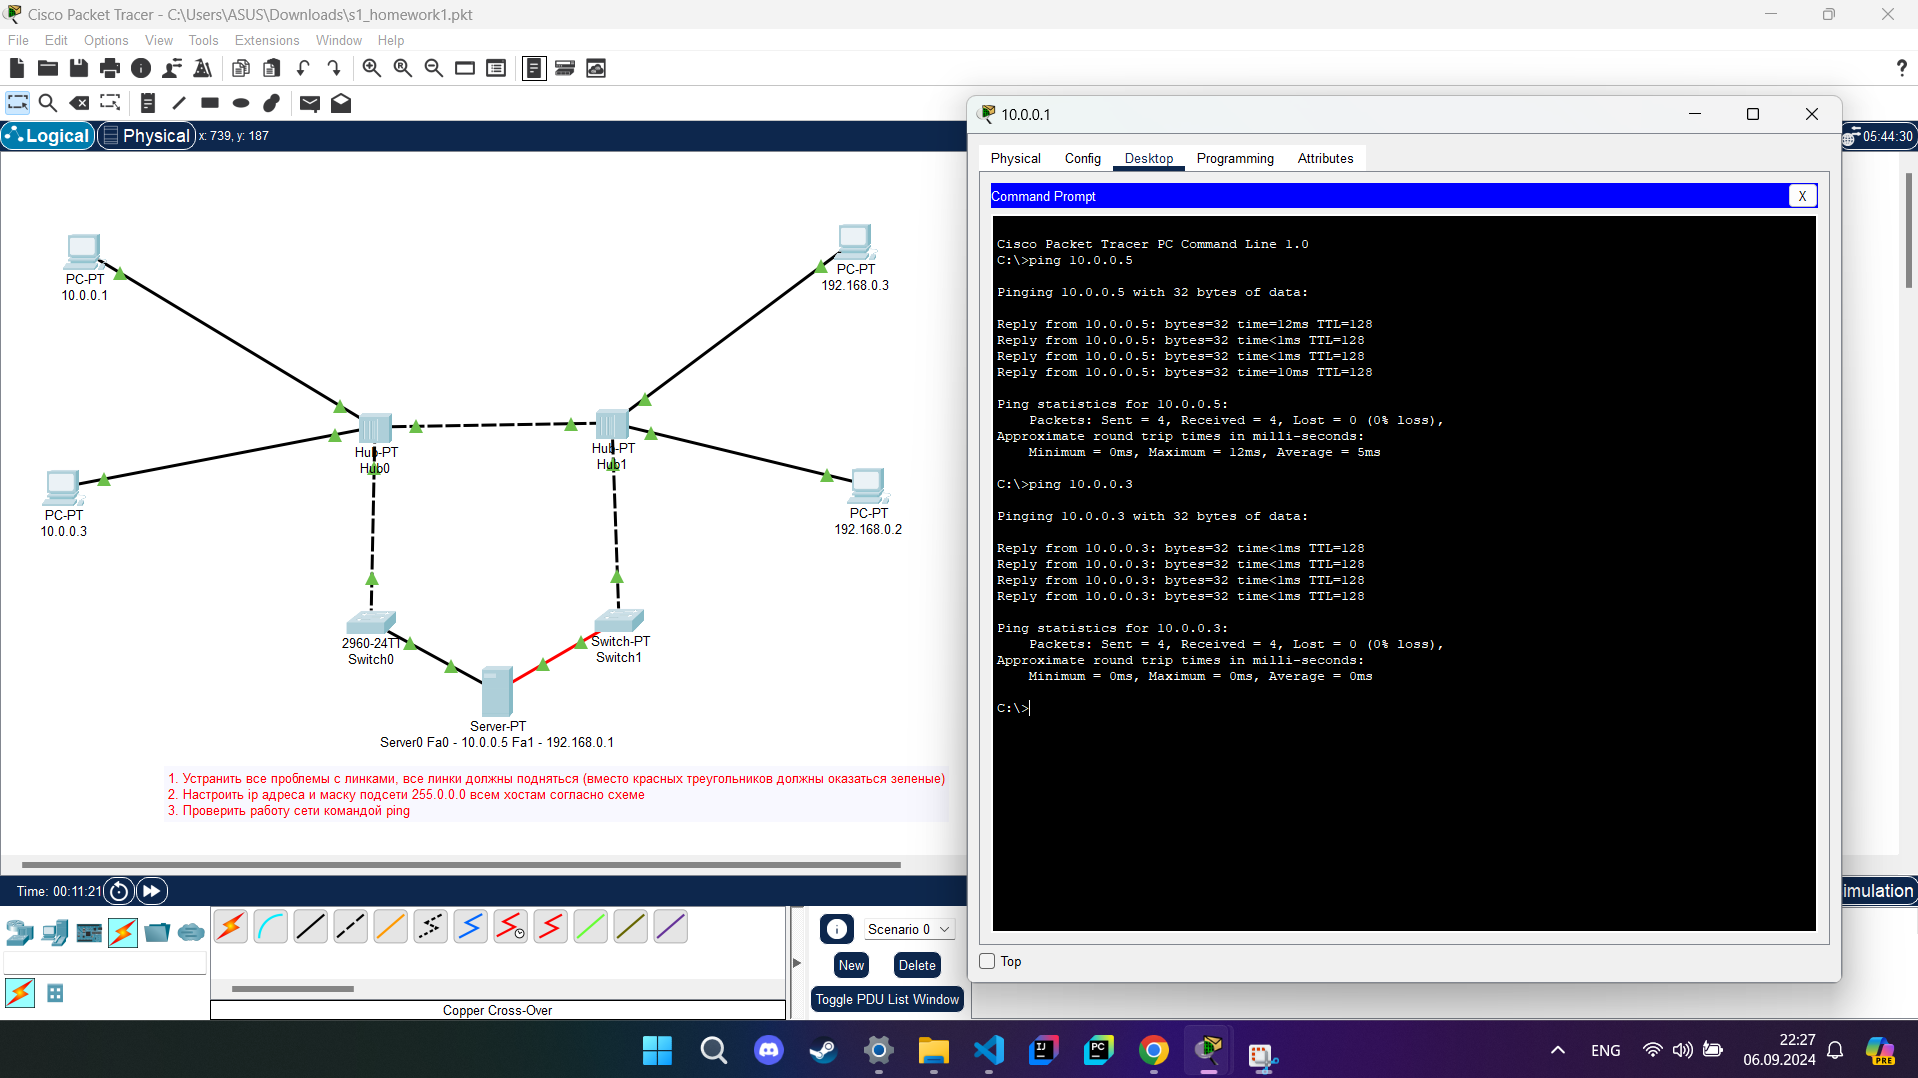 Cisco Packet Tracer - C:\Users\ASUS\Downloads\s1_homework1.pkt
File Edit Options View Tools Extensions Window Help
?
Logical Physical x: 739, y: 187
05:44:30
PC-PT
10.0.0.1
PC-PT
192.168.0.3
Hub-PT
Hub0
Hub-PT
Hub1
PC-PT
10.0.0.3
PC-PT
192.168.0.2
2960-24TT
Switch0
Switch-PT
Switch1
Server-PT
Server0 Fa0 - 10.0.0.5 Fa1 - 192.168.0.1
1. Устранить все проблемы с линками, все линки должны подняться (вместо красных треугольников должны оказаться зеленые)
2. Настроить ip адреса и маску подсети 255.0.0.0 всем хостам согласно схеме
3. Проверить работу сети командой ping
10.0.0.1
Physical Config Desktop Programming Attributes
Command Prompt
X
Cisco Packet Tracer PC Command Line 1.0
C:\>ping 10.0.0.5
Pinging 10.0.0.5 with 32 bytes of data:
Reply from 10.0.0.5: bytes=32 time=12ms TTL=128
Reply from 10.0.0.5: bytes=32 time<1ms TTL=128
Reply from 10.0.0.5: bytes=32 time<1ms TTL=128
Reply from 10.0.0.5: bytes=32 time=10ms TTL=128
Ping statistics for 10.0.0.5:
Packets: Sent = 4, Received = 4, Lost = 0 (0% loss),
Approximate round trip times in milli-seconds:
Minimum = 0ms, Maximum = 12ms, Average = 5ms
C:\>ping 10.0.0.3
Pinging 10.0.0.3 with 32 bytes of data:
Reply from 10.0.0.3: bytes=32 time<1ms TTL=128
Reply from 10.0.0.3: bytes=32 time<1ms TTL=128
Reply from 10.0.0.3: bytes=32 time<1ms TTL=128
Reply from 10.0.0.3: bytes=32 time<1ms TTL=128
Ping statistics for 10.0.0.3:
Packets: Sent = 4, Received = 4, Lost = 0 (0% loss),
Approximate round trip times in milli-seconds:
Minimum = 0ms, Maximum = 0ms, Average = 0ms
C:\>
Top
Time: 00:11:21
imulation
Scenario 0
New Delete
Toggle PDU List Window
Copper Cross-Over
IJ
PC
ENG
22:27
06.09.2024
PRE